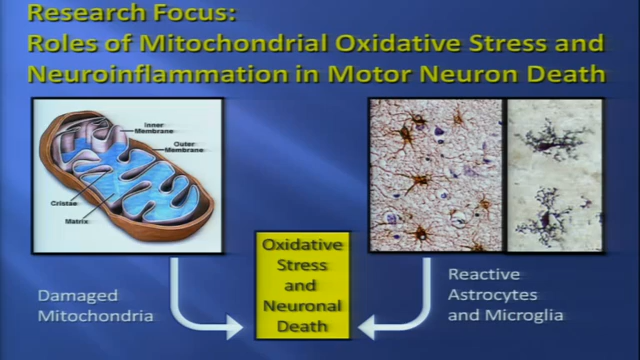 Research Focus:
Roles of Mitochondrial Oxidative Stress and
Neuroinflammation in Motor Neuron Death
Inner
Membrane
Outer
Membrane
Cristae
Matrix
Oxidative
Stress
and
Neuronal
Death
Damaged
Mitochondria
Reactive
Astrocytes
and Microglia